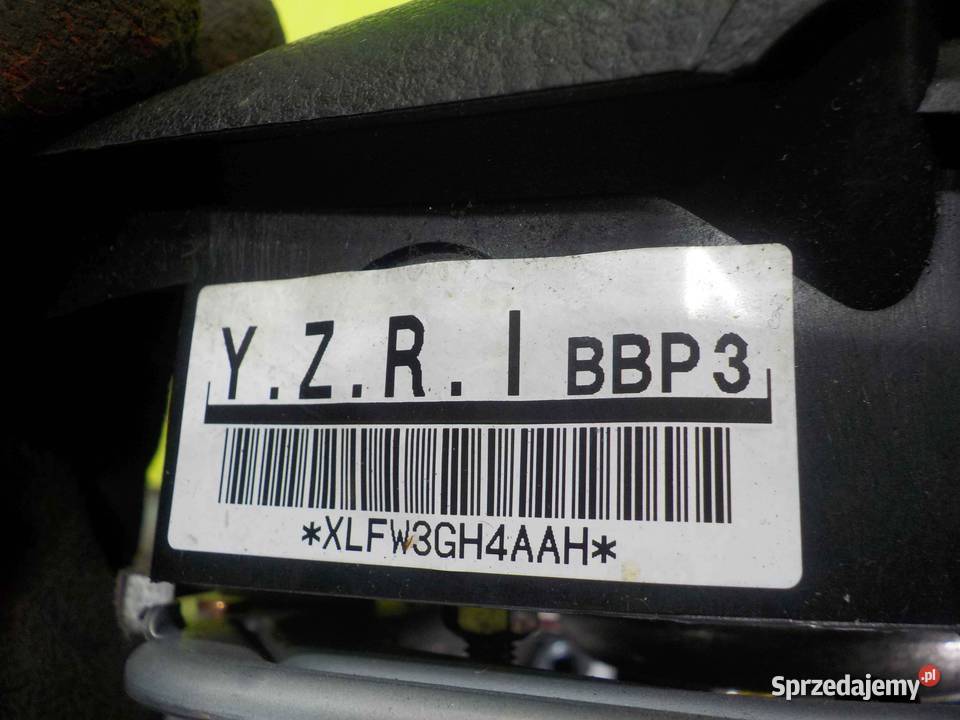 Y.Z.R.I BBP3
*XLFW3GH4AAH*
Sprzedajemy.pl